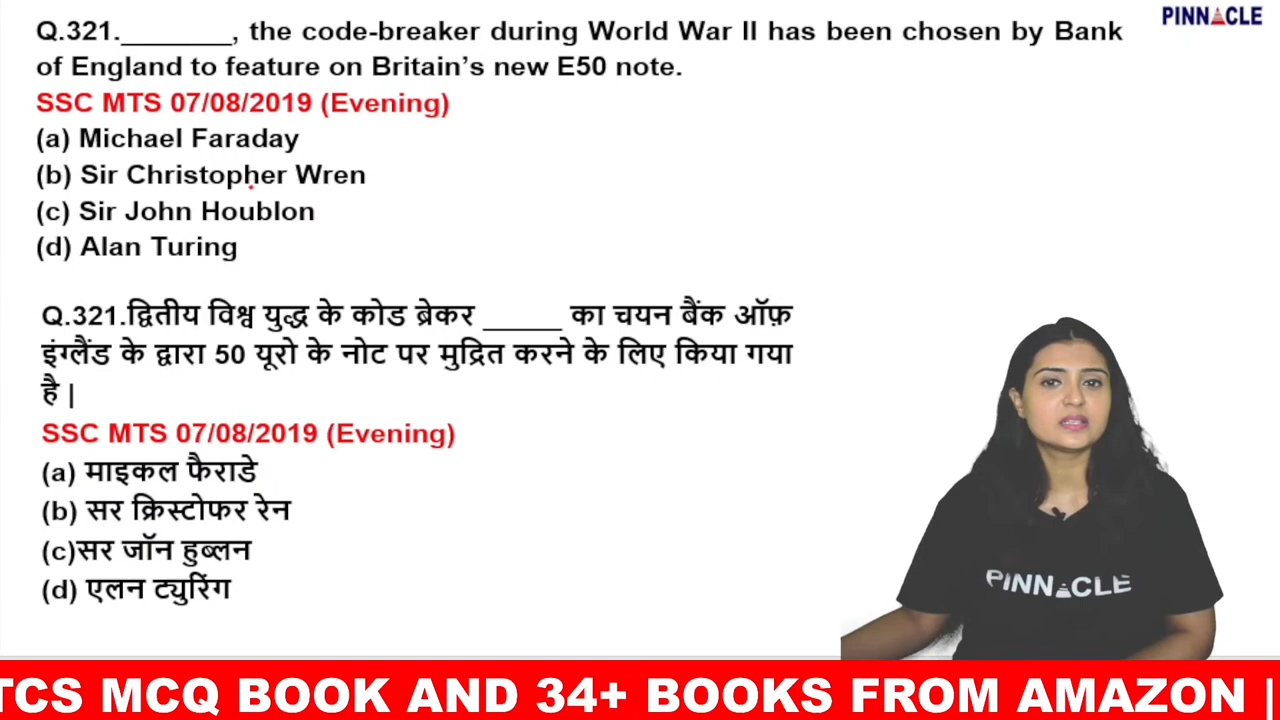 PINNACLE
Q.321._______, the code-breaker during World War II has been chosen by Bank
of England to feature on Britain's new E50 note.
SSC MTS 07/08/2019 (Evening)
(a) Michael Faraday
(b) Sir Christopher Wren
(c) Sir John Houblon
(d) Alan Turing
Q.321.द्वितीय विश्व युद्ध के कोड ब्रेकर _____ का चयन बैंक ऑफ़
इंग्लैंड के द्वारा 50 यूरो के नोट पर मुद्रित करने के लिए किया गया
है |
SSC MTS 07/08/2019 (Evening)
(a) माइकल फैराडे
(b) सर क्रिस्टोफर रेन
(c)सर जॉन हुब्लन
(d) एलन ट्युरिंग
PINNACLE
TCS MCQ BOOK AND 34+ BOOKS FROM AMAZON |